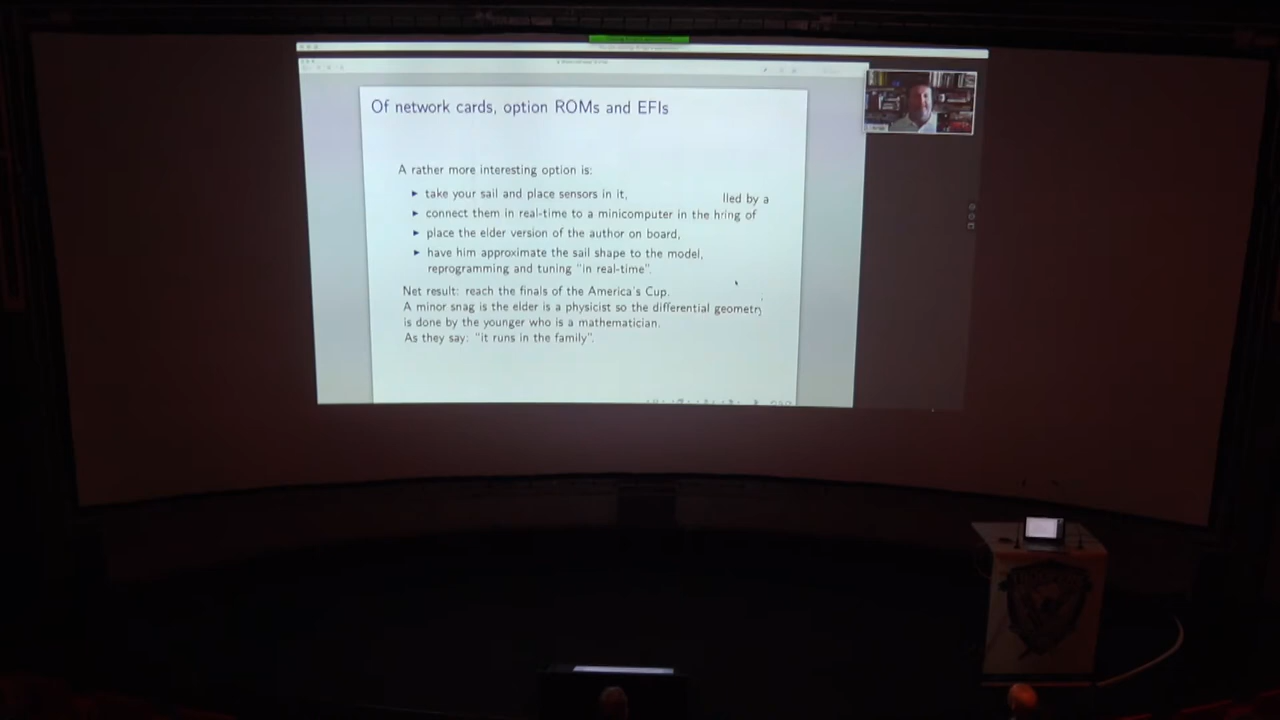 Of network cards, option ROMs and EFIs
A rather more interesting option is:
take your sail and place sensors in it,
lled by a
connect them in real-time to a minicomputer in the hring of
place the elder version of the author on board,
have him approximate the sail shape to the model,
reprogramming and tuning “in real-time”.
Net result: reach the finals of the America's Cup.
A minor snag is the elder is a physicist so the differential geometry
is done by the younger who is a mathematician.
As they say: “it runs in the family”.